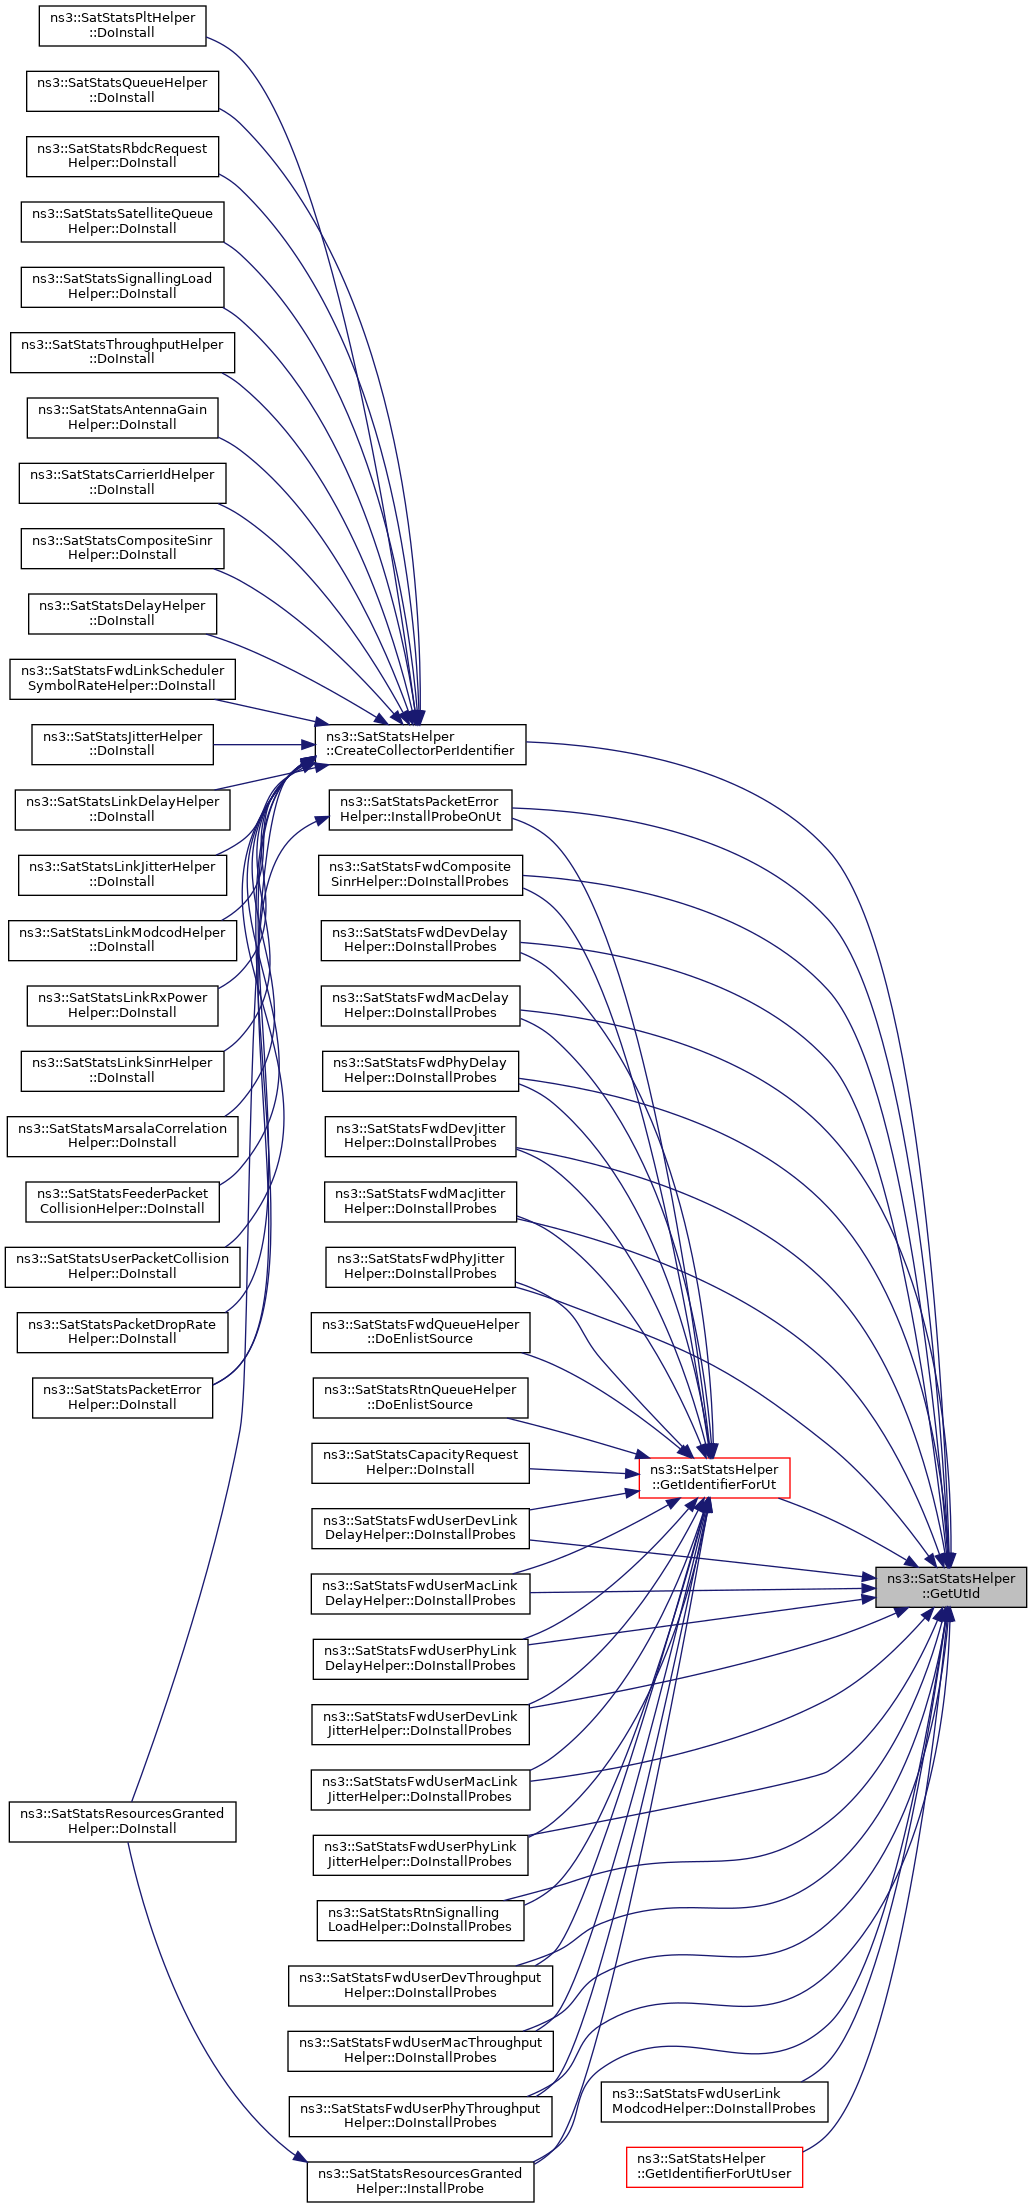 ns3::SatStatsPltHelper
::DoInstall
ns3::SatStatsQueueHelper
::DoInstall
ns3::SatStatsRbdcRequest
Helper::DoInstall
ns3::SatStatsSatelliteQueue
Helper::DoInstall
ns3::SatStatsSignallingLoad
Helper::DoInstall
ns3::SatStatsThroughputHelper
::DoInstall
ns3::SatStatsAntennaGain
Helper::DoInstall
ns3::SatStatsCarrierIdHelper
::DoInstall
ns3::SatStatsCompositeSinr
Helper::DoInstall
ns3::SatStatsDelayHelper
::DoInstall
ns3::SatStatsFwdLinkScheduler
SymbolRateHelper::DoInstall
ns3::SatStatsJitterHelper
::DoInstall
ns3::SatStatsLinkDelayHelper
::DoInstall
ns3::SatStatsLinkJitterHelper
::DoInstall
ns3::SatStatsLinkModcodHelper
::DoInstall
ns3::SatStatsLinkRxPower
Helper::DoInstall
ns3::SatStatsLinkSinrHelper
::DoInstall
ns3::SatStatsMarsalaCorrelation
Helper::DoInstall
ns3::SatStatsFeederPacket
CollisionHelper::DoInstall
ns3::SatStatsUserPacketCollision
Helper::DoInstall
ns3::SatStatsPacketDropRate
Helper::DoInstall
ns3::SatStatsPacketError
Helper::DoInstall
ns3::SatStatsResourcesGranted
Helper::DoInstall
ns3::SatStatsHelper
::CreateCollectorPerIdentifier
ns3::SatStatsPacketError
Helper::InstallProbeOnUt
ns3::SatStatsFwdComposite
SinrHelper::DoInstallProbes
ns3::SatStatsFwdDevDelay
Helper::DoInstallProbes
ns3::SatStatsFwdMacDelay
Helper::DoInstallProbes
ns3::SatStatsFwdPhyDelay
Helper::DoInstallProbes
ns3::SatStatsFwdDevJitter
Helper::DoInstallProbes
ns3::SatStatsFwdMacJitter
Helper::DoInstallProbes
ns3::SatStatsFwdPhyJitter
Helper::DoInstallProbes
ns3::SatStatsFwdQueueHelper
::DoEnlistSource
ns3::SatStatsRtnQueueHelper
::DoEnlistSource
ns3::SatStatsCapacityRequest
Helper::DoInstall
ns3::SatStatsFwdUserDevLink
DelayHelper::DoInstallProbes
ns3::SatStatsFwdUserMacLink
DelayHelper::DoInstallProbes
ns3::SatStatsFwdUserPhyLink
DelayHelper::DoInstallProbes
ns3::SatStatsFwdUserDevLink
JitterHelper::DoInstallProbes
ns3::SatStatsFwdUserMacLink
JitterHelper::DoInstallProbes
ns3::SatStatsFwdUserPhyLink
JitterHelper::DoInstallProbes
ns3::SatStatsRtnSignalling
LoadHelper::DoInstallProbes
ns3::SatStatsFwdUserDevThroughput
Helper::DoInstallProbes
ns3::SatStatsFwdUserMacThroughput
Helper::DoInstallProbes
ns3::SatStatsFwdUserPhyThroughput
Helper::DoInstallProbes
ns3::SatStatsResourcesGranted
Helper::InstallProbe
ns3::SatStatsHelper
::GetIdentifierForUt
ns3::SatStatsFwdUserLink
ModcodHelper::DoInstallProbes
ns3::SatStatsHelper
::GetIdentifierForUtUser
ns3::SatStatsHelper
::GetUtId